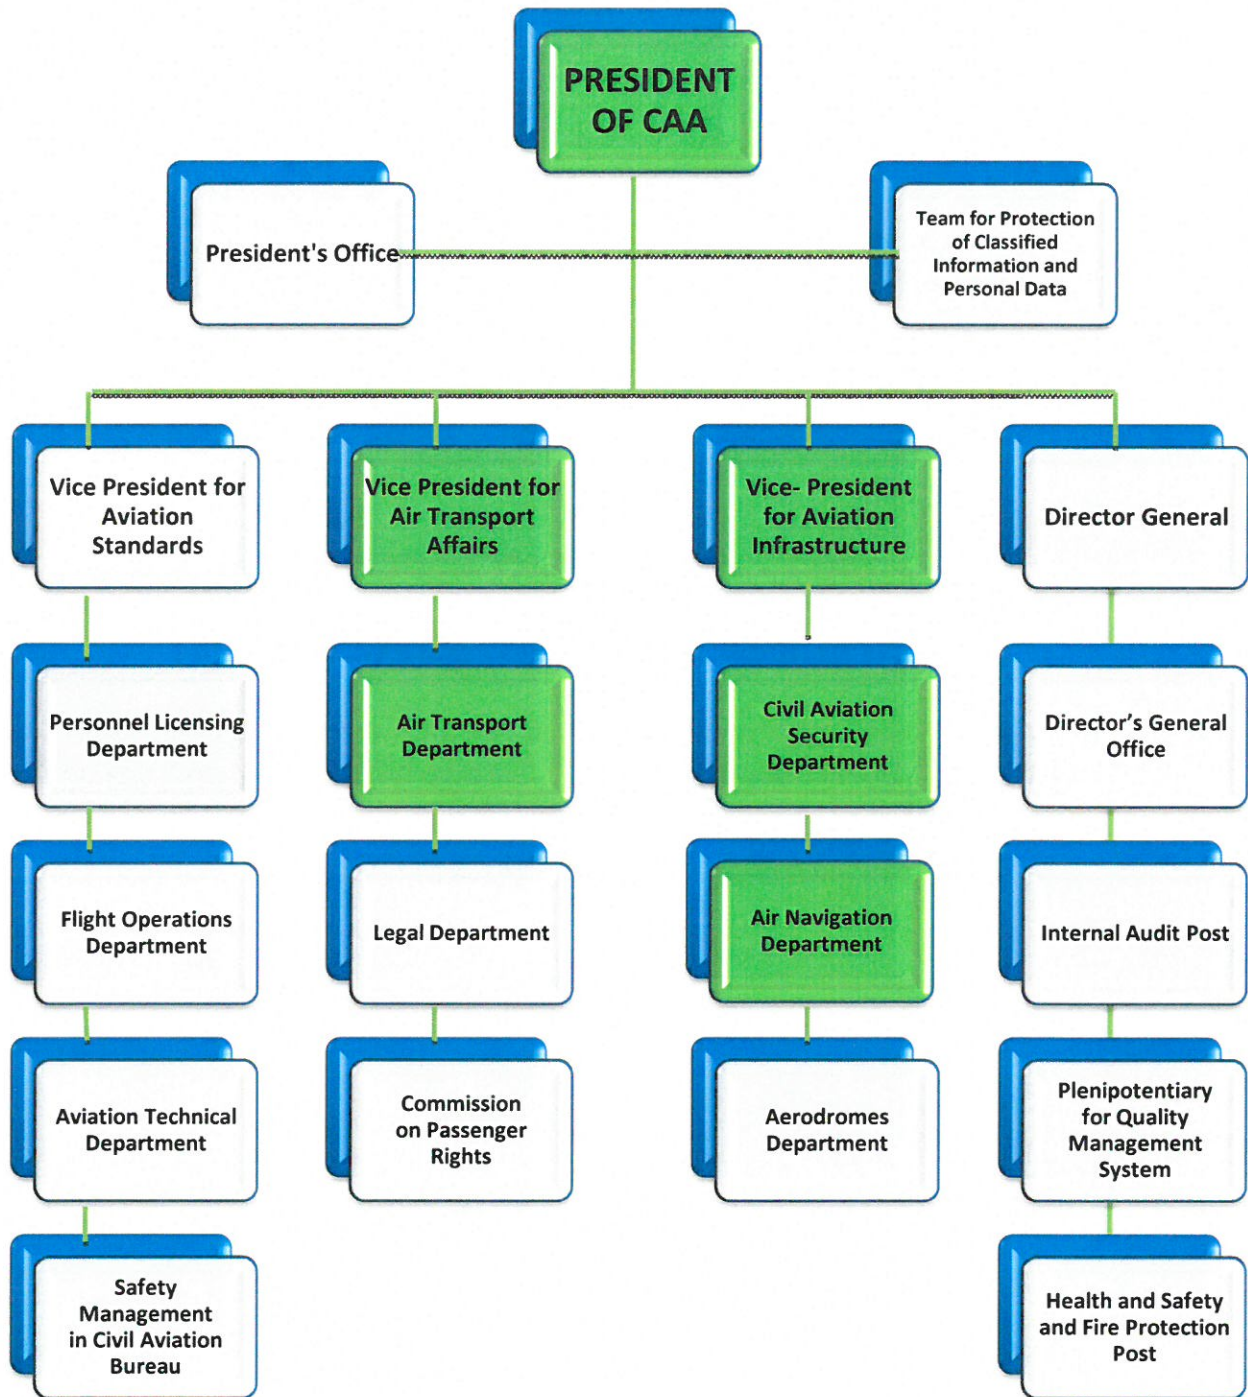 PRESIDENT
OF CAA
President's Office
Team for Protection
of Classified
Information and
Personal Data
Vice President for
Aviation
Standards
Vice President for
Air Transport
Affairs
Vice- President
for Aviation
Infrastructure
Director General
Personnel Licensing
Department
Air Transport
Department
Civil Aviation
Security
Department
Director’s General
Office
Flight Operations
Department
Legal Department
Air Navigation
Department
Internal Audit Post
Aviation Technical
Department
Commission
on Passenger
Rights
Aerodromes
Department
Plenipotentiary
for Quality
Management
System
Safety
Management
in Civil Aviation
Bureau
Health and Safety
and Fire Protection
Post